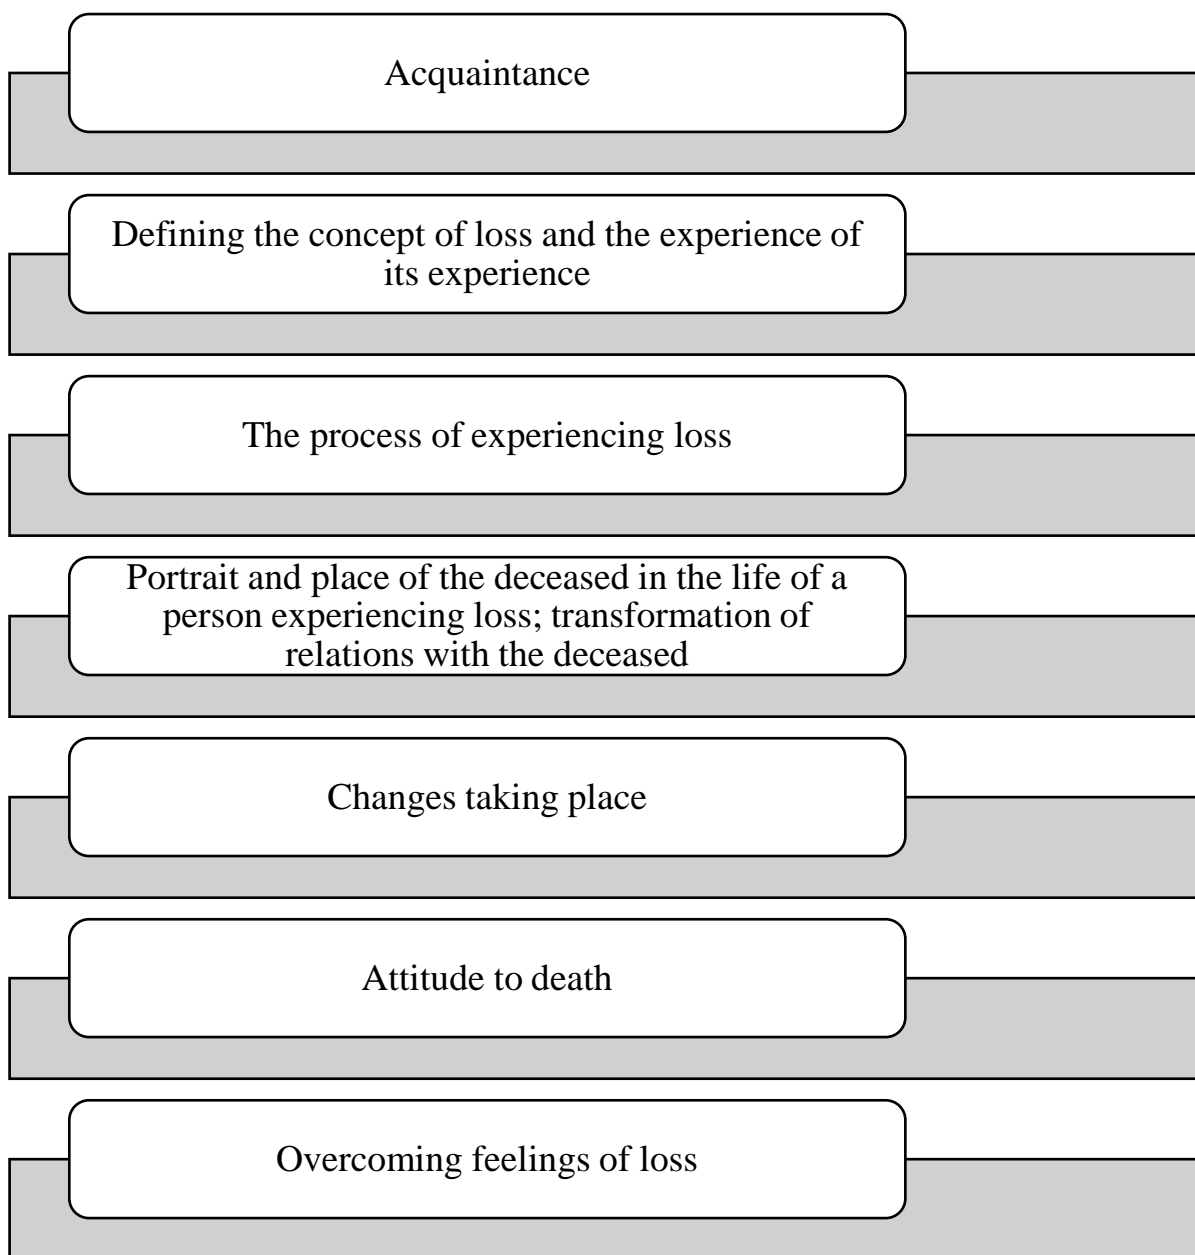 Acquaintance
Defining the concept of loss and the experience of
its experience
The process of experiencing loss
Portrait and place of the deceased in the life of a
person experiencing loss; transformation of
relations with the deceased
Changes taking place
Attitude to death
Overcoming feelings of loss